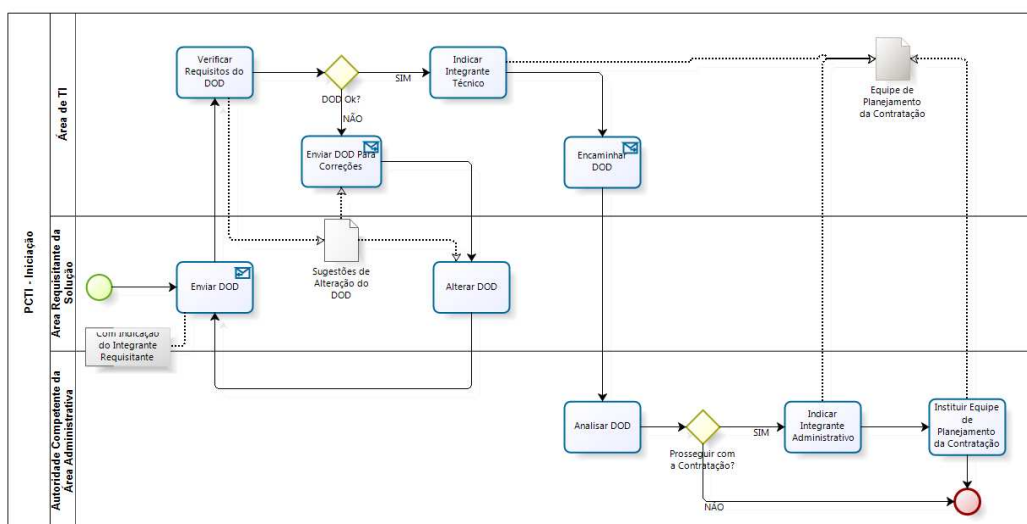 PCTI - Iniciação
Área de TI
Verificar
Requisitos do
DOD
DOD Ok?
SIM
NÃO
Indicar
Integrante
Técnico
Equipe de
Planejamento
da Contratação
Enviar DOD Para
Correções
Encaminhar
DOD
Área Requisitante da
Solução
Enviar DOD
Sugestões de
Alteração do
DOD
Alterar DOD
Com Indicação
do Integrante
Requisitante
Autoridade Competente da
Área Administrativa
Analisar DOD
Prosseguir com
a Contratação?
SIM
NÃO
Indicar
Integrante
Administrativo
Instituir Equipe
de
Planejamento
da Contratação